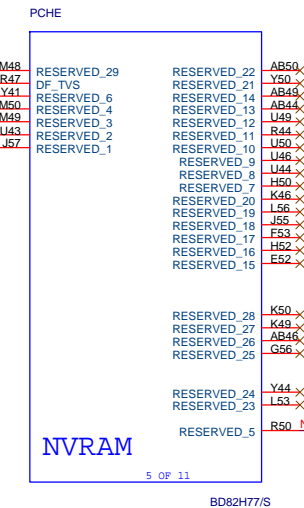 PCHE
M48 RESERVED_29 RESERVED_22 AB50
R47 DF_TVS RESERVED_21 Y50
Y41 RESERVED_6 RESERVED_14 AB49
M50 RESERVED_4 RESERVED_13 AB44
M49 RESERVED_3 RESERVED_12 U49
U43 RESERVED_2 RESERVED_11 R44
J57 RESERVED_1 RESERVED_10 U50
RESERVED_9 U46
RESERVED_8 U44
RESERVED_7 H50
RESERVED_20 K46
RESERVED_19 L56
RESERVED_18 J55
RESERVED_17 F53
RESERVED_16 H52
RESERVED_15 E52
RESERVED_28 K50
RESERVED_27 K49
RESERVED_26 AB46
RESERVED_25 G56
RESERVED_24 Y44
RESERVED_23 L53
RESERVED_5 R50
NVRAM
5 OF 11
BD82H77/S